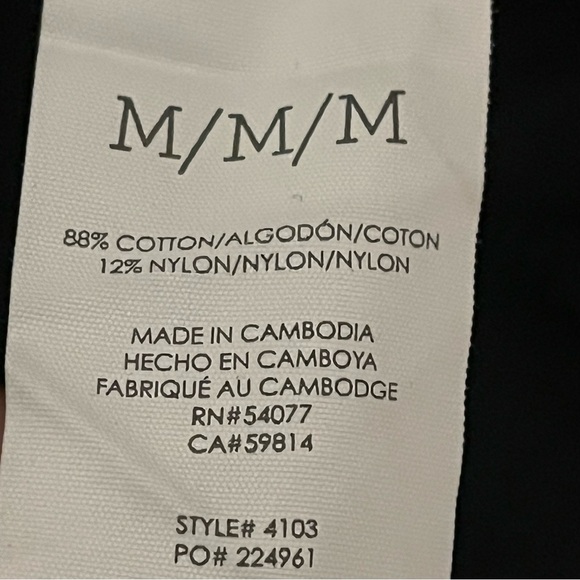 M/M/M
88% COTTON/ALGODÓN/COTON
12% NYLON/NYLON/NYLON
MADE IN CAMBODIA
HECHO EN CAMBOYA
FABRIQUÉ AU CAMBODGE
RN#54077
CA#59814
STYLE# 4103
PO# 224961